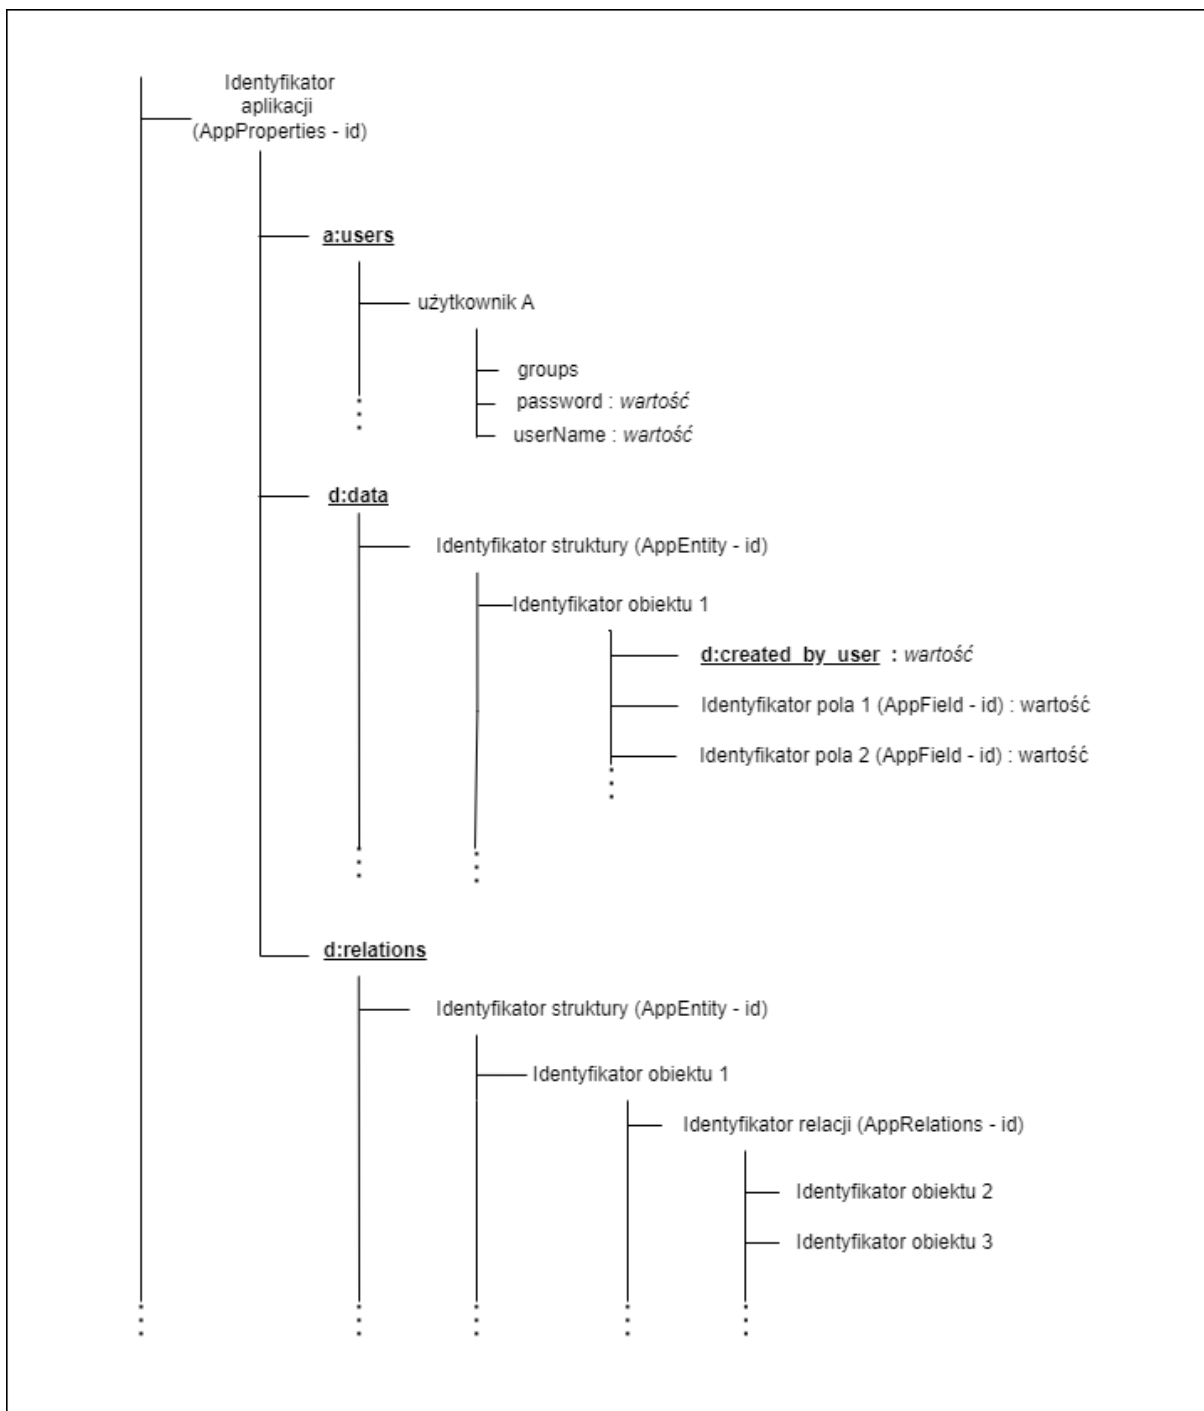 Identyfikator
aplikacji
(AppProperties - id)
a:users
użytkownik A
groups
password : wartość
userName : wartość
d:data
Identyfikator struktury (AppEntity - id)
Identyfikator obiektu 1
d:created_by_user : wartość
Identyfikator pola 1 (AppField - id) : wartość
Identyfikator pola 2 (AppField - id) : wartość
d:relations
Identyfikator struktury (AppEntity - id)
Identyfikator obiektu 1
Identyfikator relacji (AppRelations - id)
Identyfikator obiektu 2
Identyfikator obiektu 3